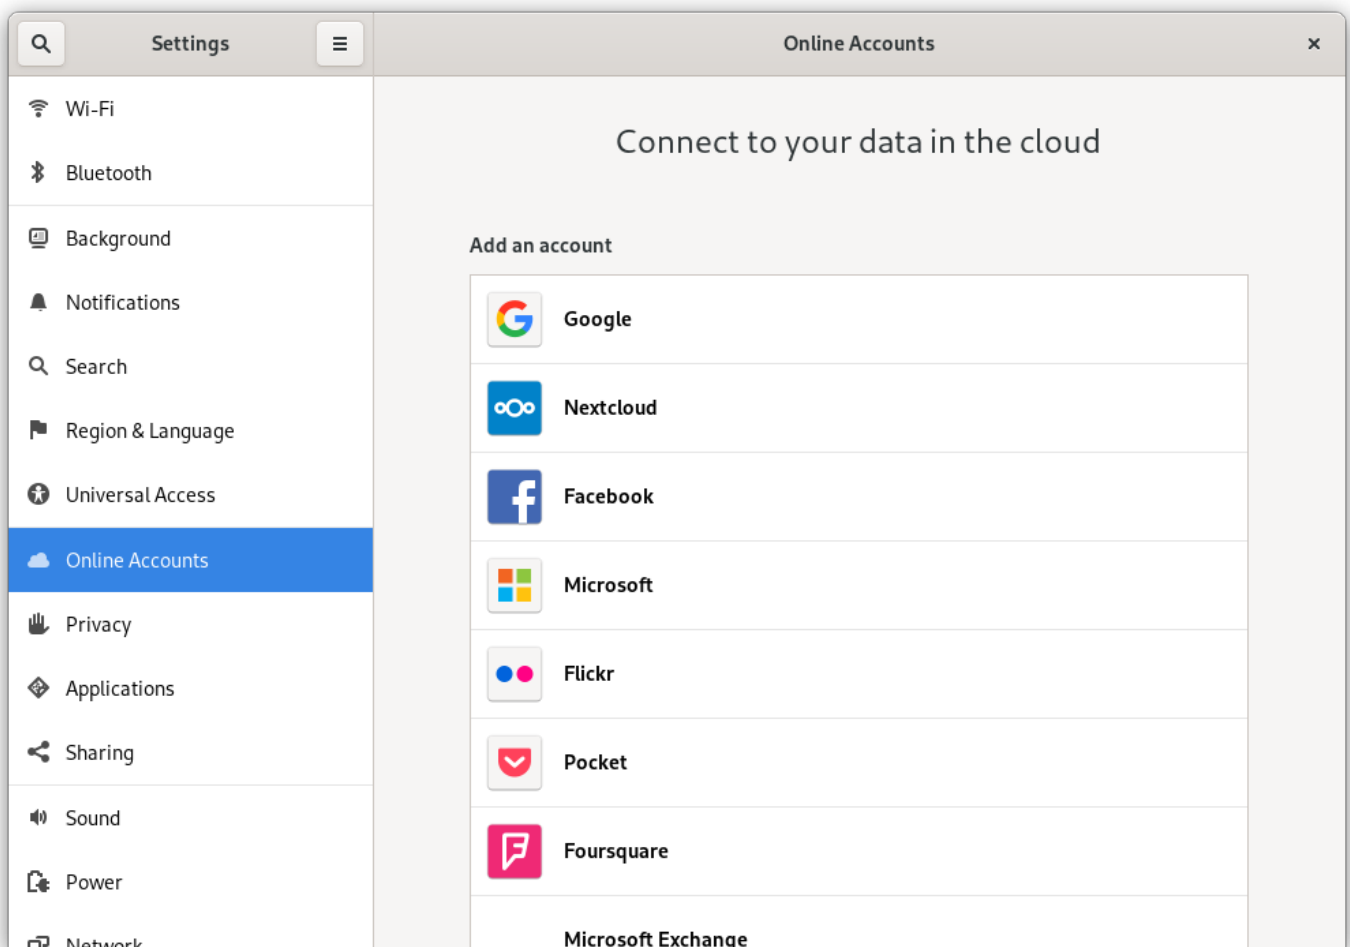 Settings
Online Accounts
Wi-Fi
Bluetooth
Background
Notifications
Search
Region & Language
Universal Access
Online Accounts
Privacy
Applications
Sharing
Sound
Power
Network
Connect to your data in the cloud
Add an account
Google
Nextcloud
Facebook
Microsoft
Flickr
Pocket
Foursquare
Microsoft Exchange